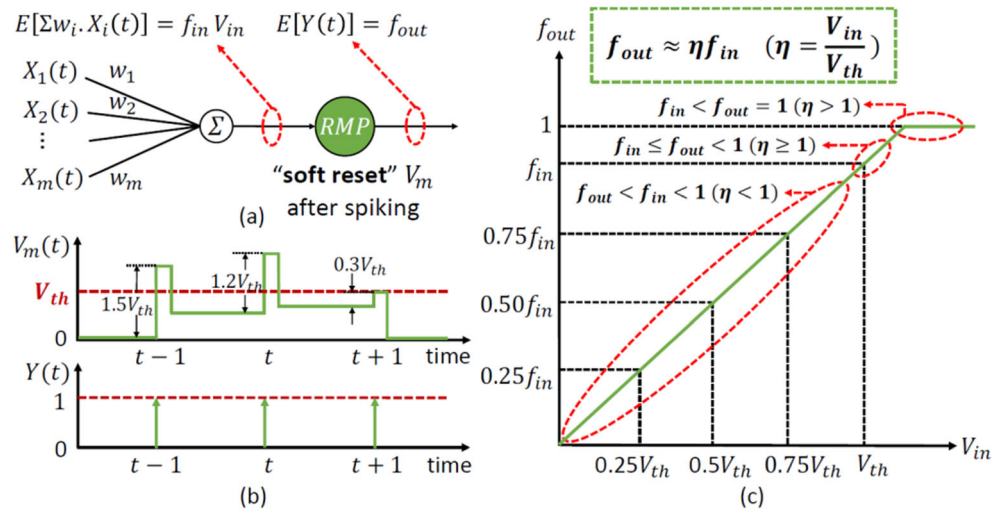 E[Σw_i.X_i(t)] = f_in V_in
E[Y(t)] = f_out
X_1(t)
w_1
X_2(t)
w_2
⋮
X_m(t)
w_m
Σ
RMP
“soft reset” V_m
after spiking
(a)
V_m(t)
V_th
0
1.5V_th
1.2V_th
0.3V_th
t − 1
t
t + 1
time
Y(t)
1
0
t − 1
t
t + 1
time
(b)
f_out
f_out ≈ ηf_in (η = V_in/V_th)
f_in < f_out = 1 (η > 1)
f_in ≤ f_out < 1 (η ≥ 1)
f_out < f_in < 1 (η < 1)
1
f_in
0.75f_in
0.50f_in
0.25f_in
0.25V_th
0.5V_th
0.75V_th
V_th
V_in
(c)